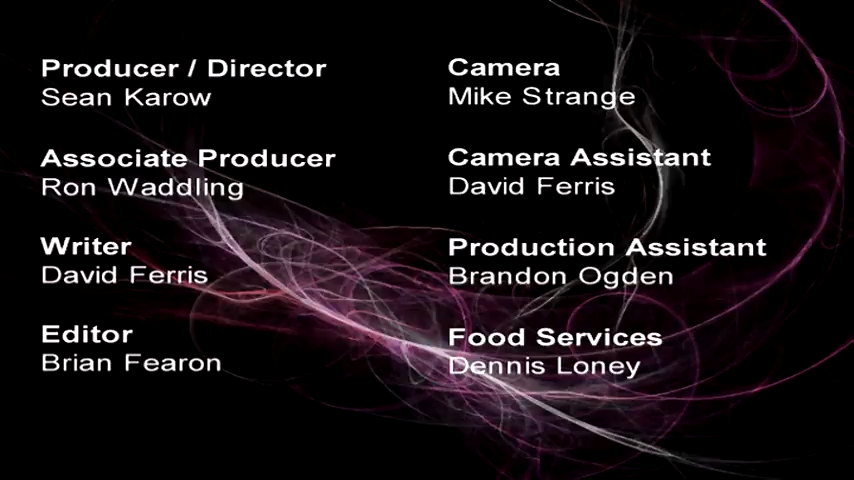 Producer / Director
Sean Karow
Associate Producer
Ron Waddling
Writer
David Ferris
Editor
Brian Fearon
Camera
Mike Strange
Camera Assistant
David Ferris
Production Assistant
Brandon Ogden
Food Services
Dennis Loney